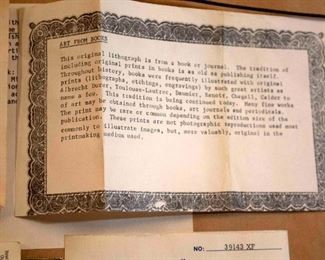 ART FROM BOOKS
This original lithograph is from a book or journal. The tradition of
including original prints in books is as old as publishing itself.
Throughout history, books were frequently illustrated with original
prints (lithographs, etchings, engravings) by such great artists as
Albrecht Durer, Toulouse-Lautrec, Daumier, Renoir, Chagall, Calder to
name a few. This tradition is being continued today. Many fine works
of art may be obtained through books, art journals and periodicals.
The print may be rare or common depending on the edition size of the
publication. These prints are not photographic reproductions used most
commonly to illustrate images, but, more valuably, original in the
printmaking medium used.
NO: 39143 XF